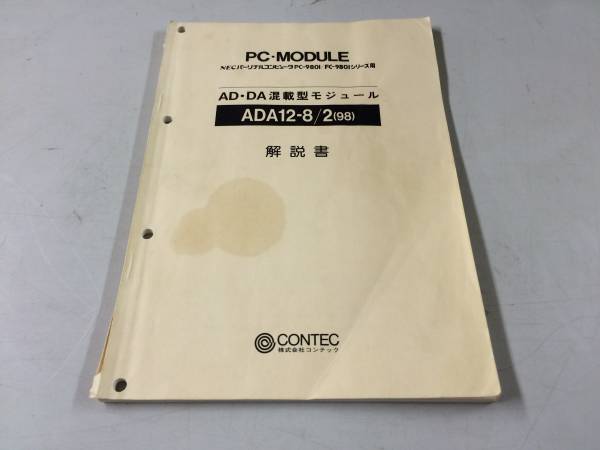 PC·MODULE
NECパーソナルコンピュータPC-9801/FC-9801シリーズ用
AD·DA混載型モジュール
ADA12-8/2(98)
解説書
CONTEC
株式会社コンテック